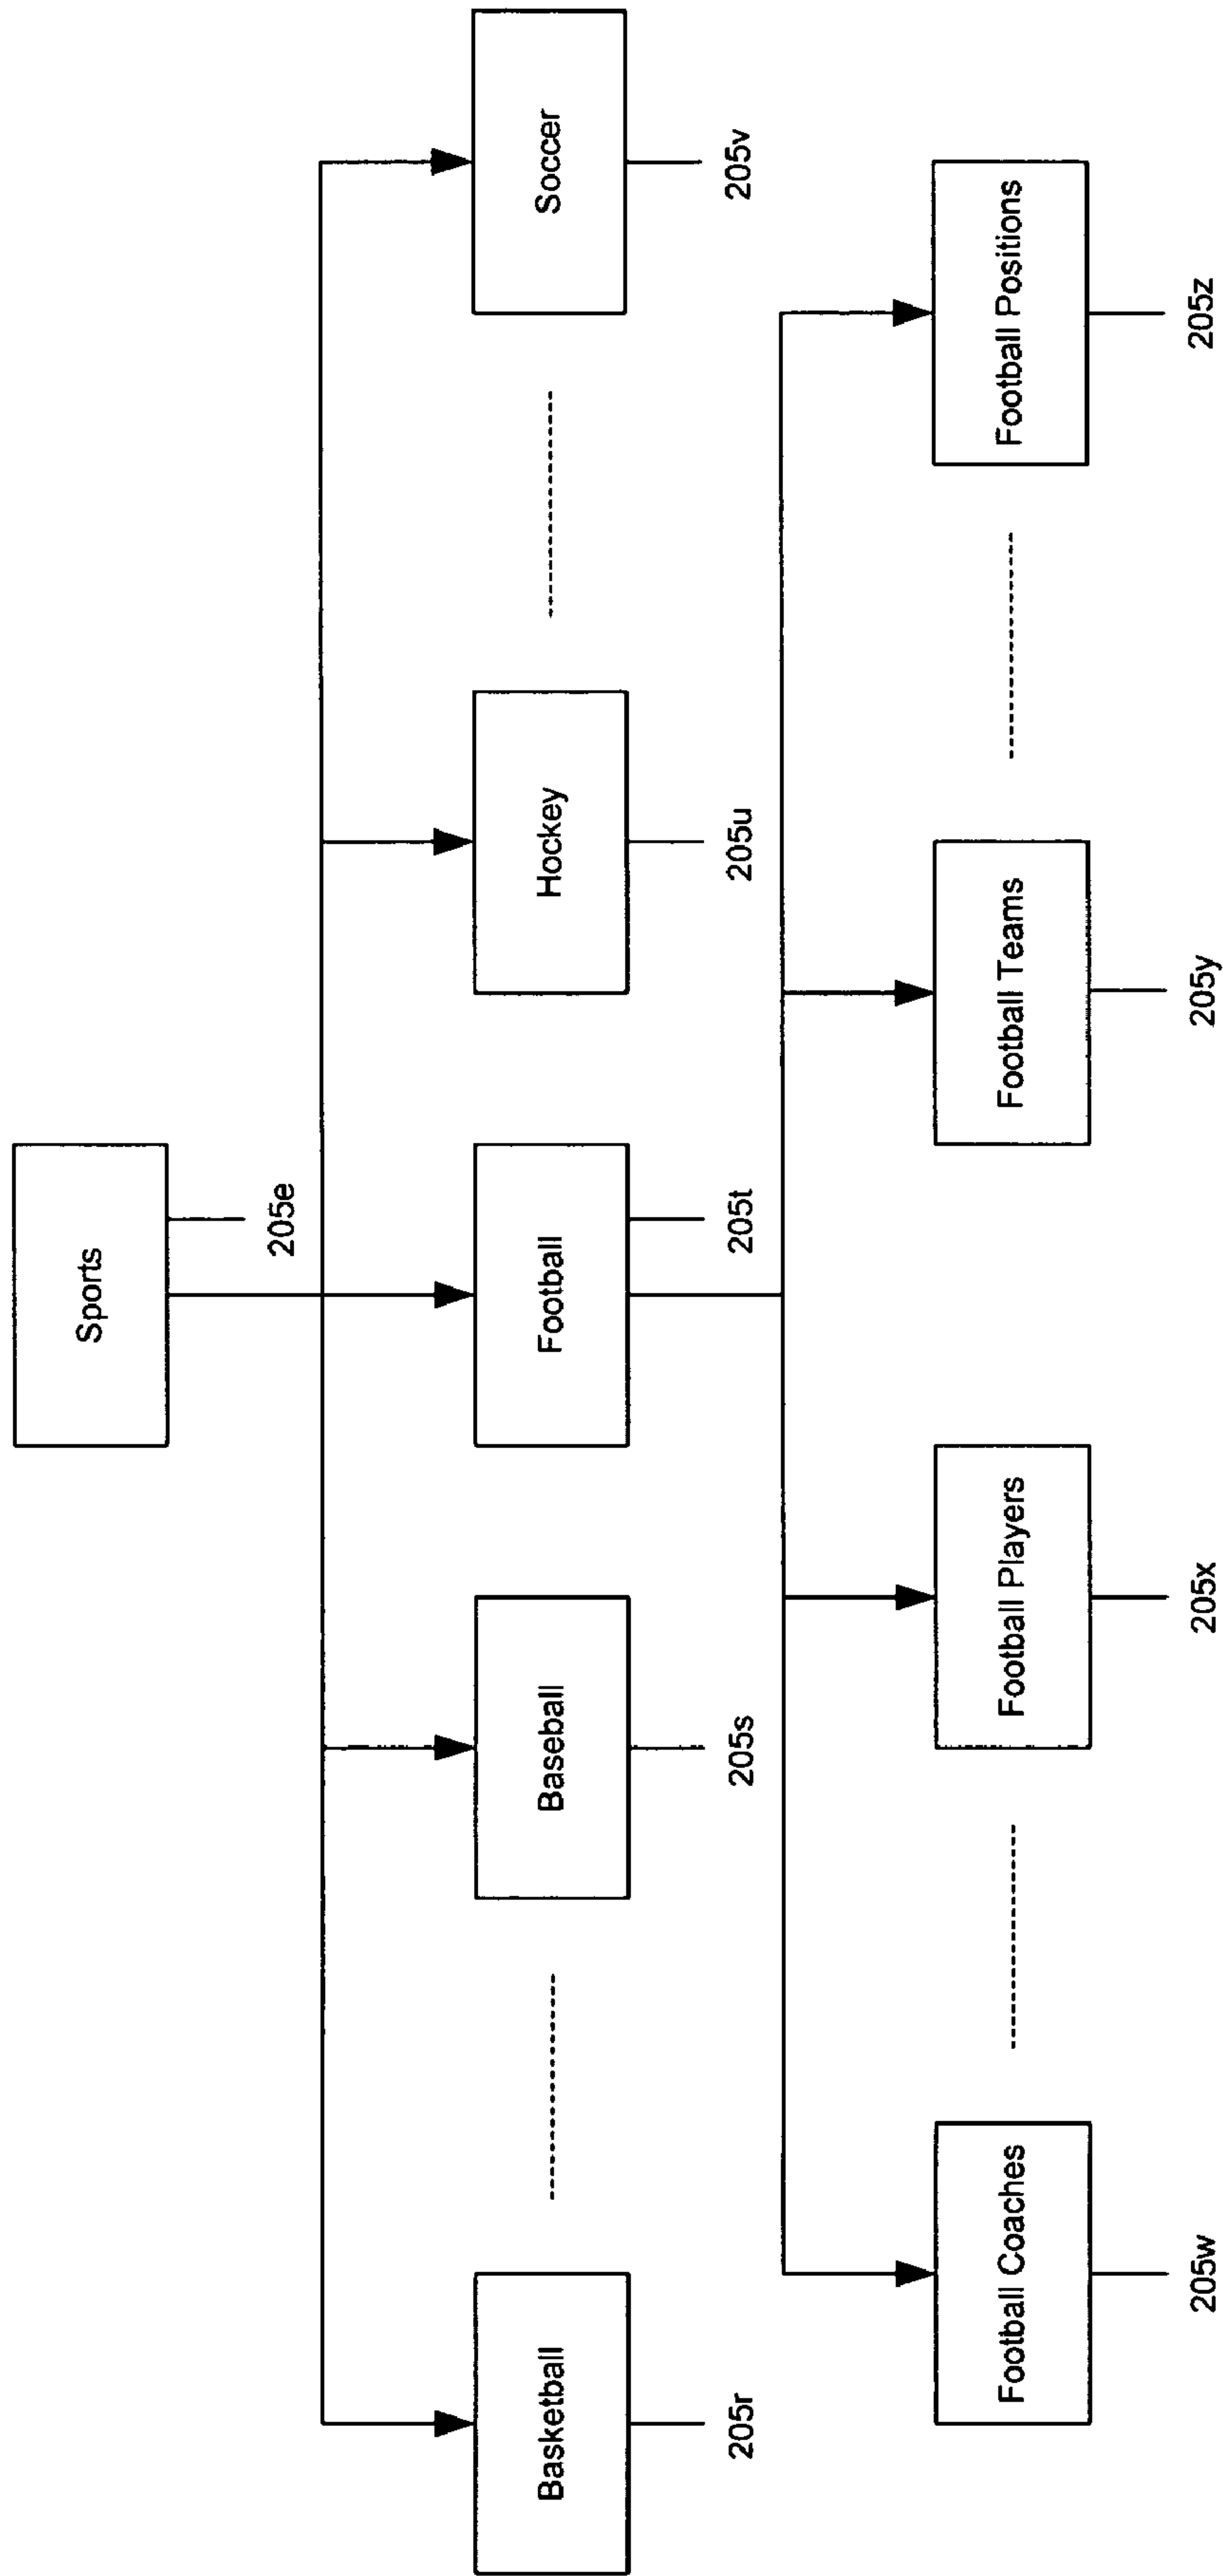 Sports
205e
Basketball
Baseball
Football
Hockey
Soccer
205r
205s
205t
205u
205v
Football Coaches
Football Players
Football Teams
Football Positions
205w
205x
205y
205z